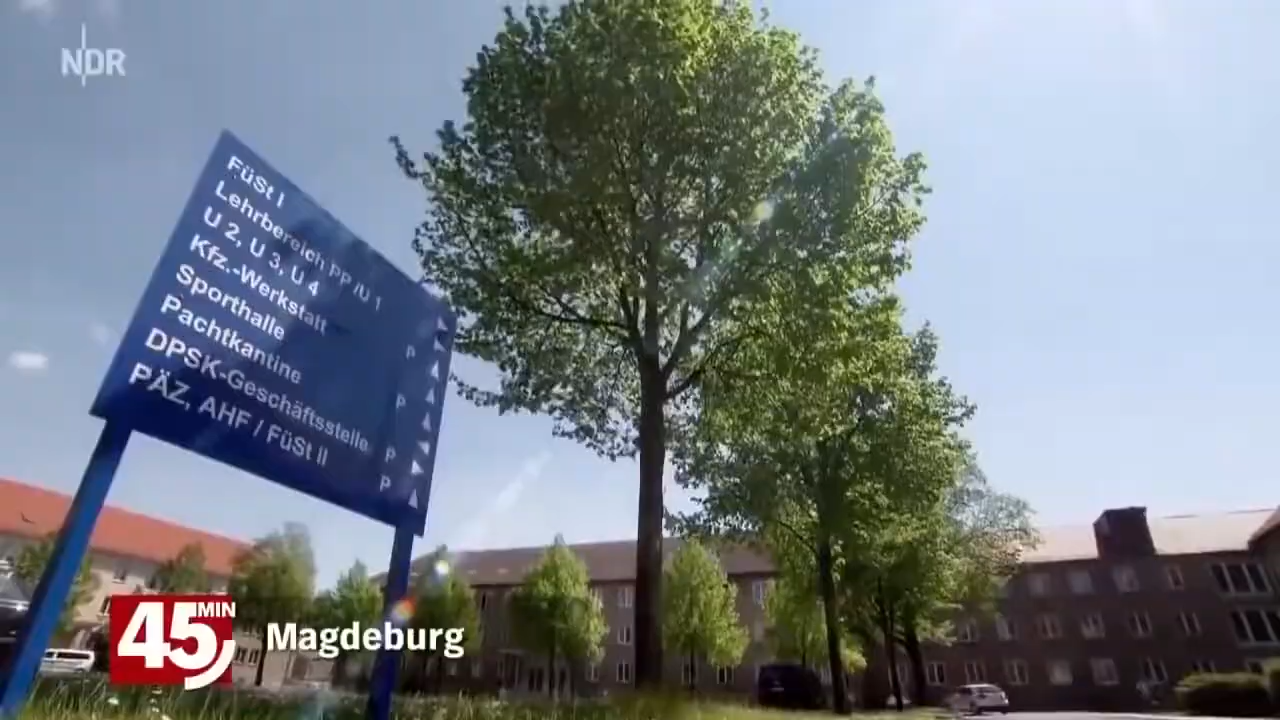 NDR
FüSt I
Lehrbereich PP /U 1
U 2, U 3, U 4
Kfz.-Werkstatt
Sporthalle
P
Pachtkantine
P
DPSK-Geschäftsstelle
P
PÄZ, AHF / FüSt II
P
45 MIN
Magdeburg